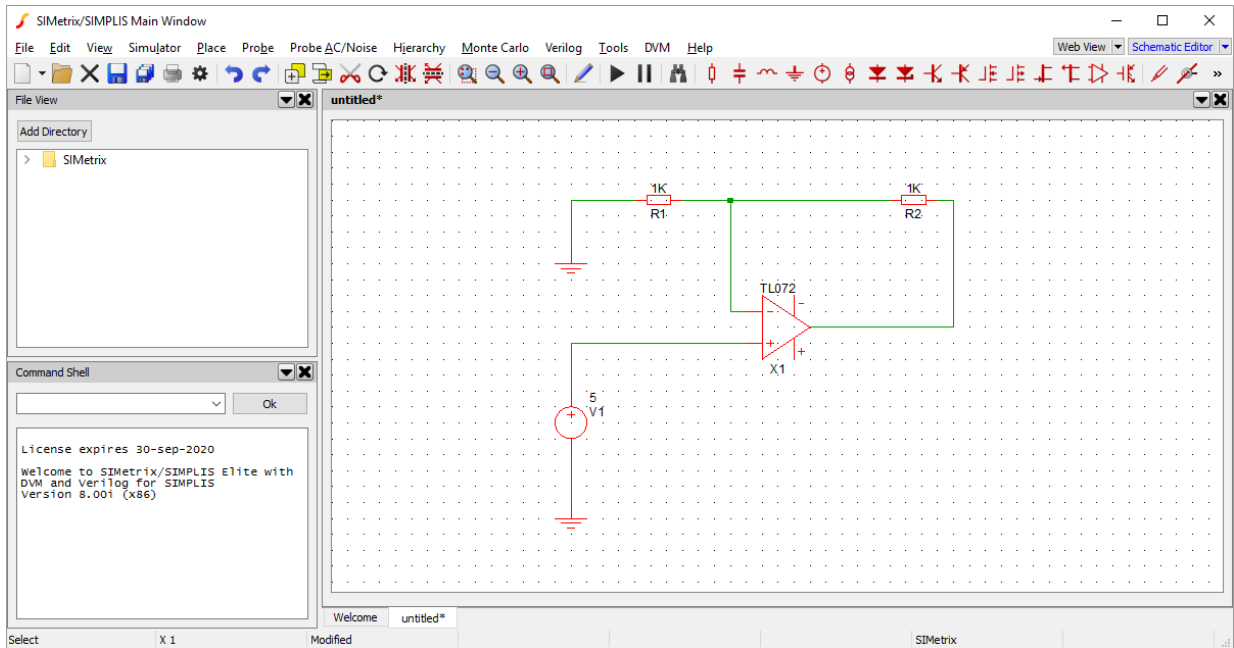 SIMetrix/SIMPLIS Main Window
File Edit View Simulator Place Probe Probe AC/Noise Hierarchy Monte Carlo Verilog Tools DVM Help
Web View Schematic Editor
»
File View
untitled*
Add Directory
SIMetrix
1K
R1
1K
R2
TL072
-
-
+
+
X1
5
+
V1
Command Shell
Ok
License expires 30-sep-2020
Welcome to SIMetrix/SIMPLIS Elite with
DVM and Verilog for SIMPLIS
Version 8.00i (x86)
Welcome untitled*
Select X 1 Modified SIMetrix